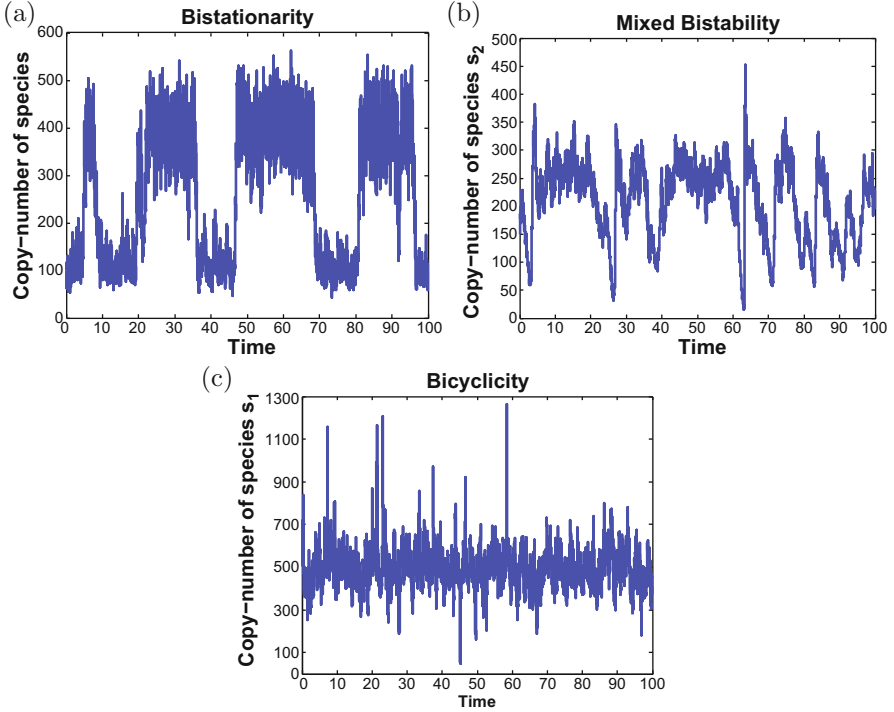 (a)
Bistationarity
Copy-number of species
600
500
400
300
200
100
0
0 10 20 30 40 50 60 70 80 90 100
Time
(b)
Mixed Bistability
Copy-number of species s2
500
450
400
350
300
250
200
150
100
50
0
0 10 20 30 40 50 60 70 80 90 100
Time
(c)
Bicyclicity
Copy-number of species s1
1300
1100
900
700
500
300
100
0
0 10 20 30 40 50 60 70 80 90 100
Time